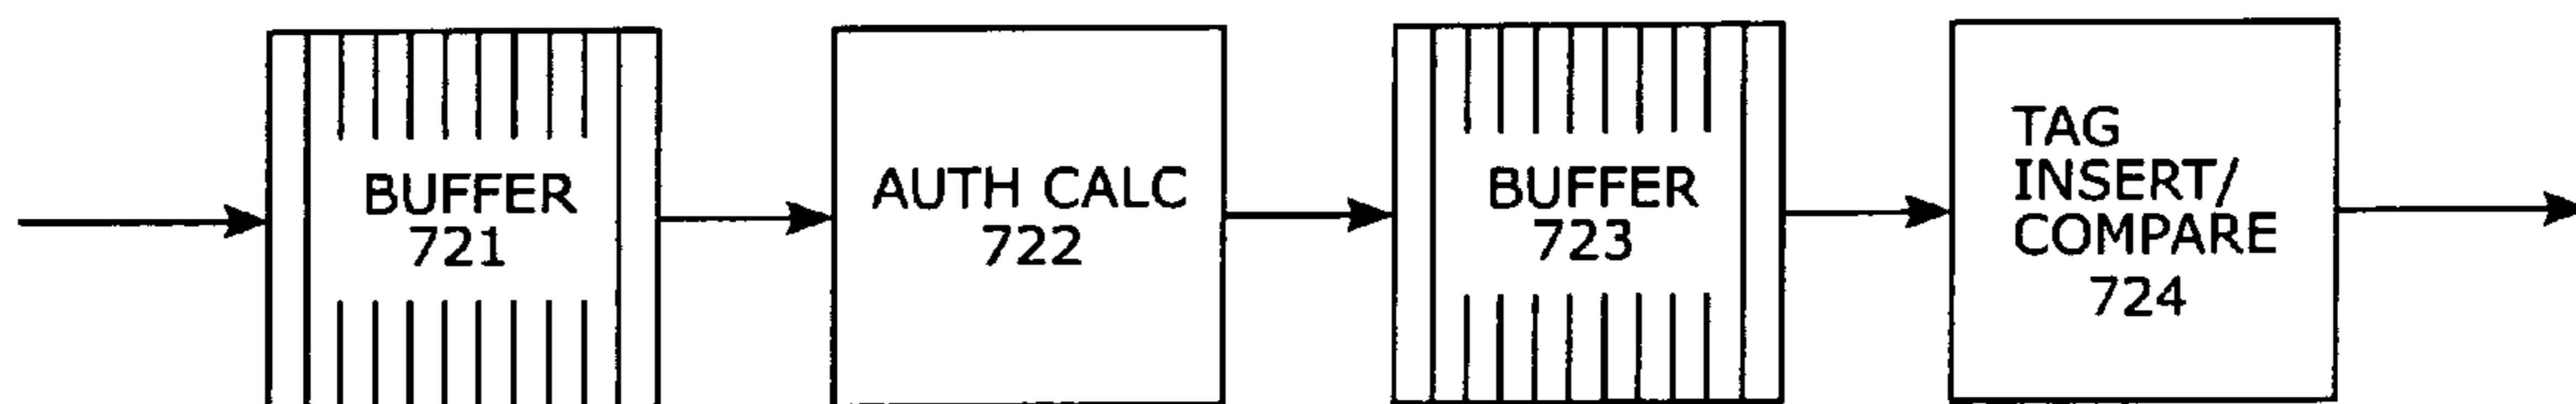 BUFFER
721
AUTH CALC
722
BUFFER
723
TAG
INSERT/
COMPARE
724